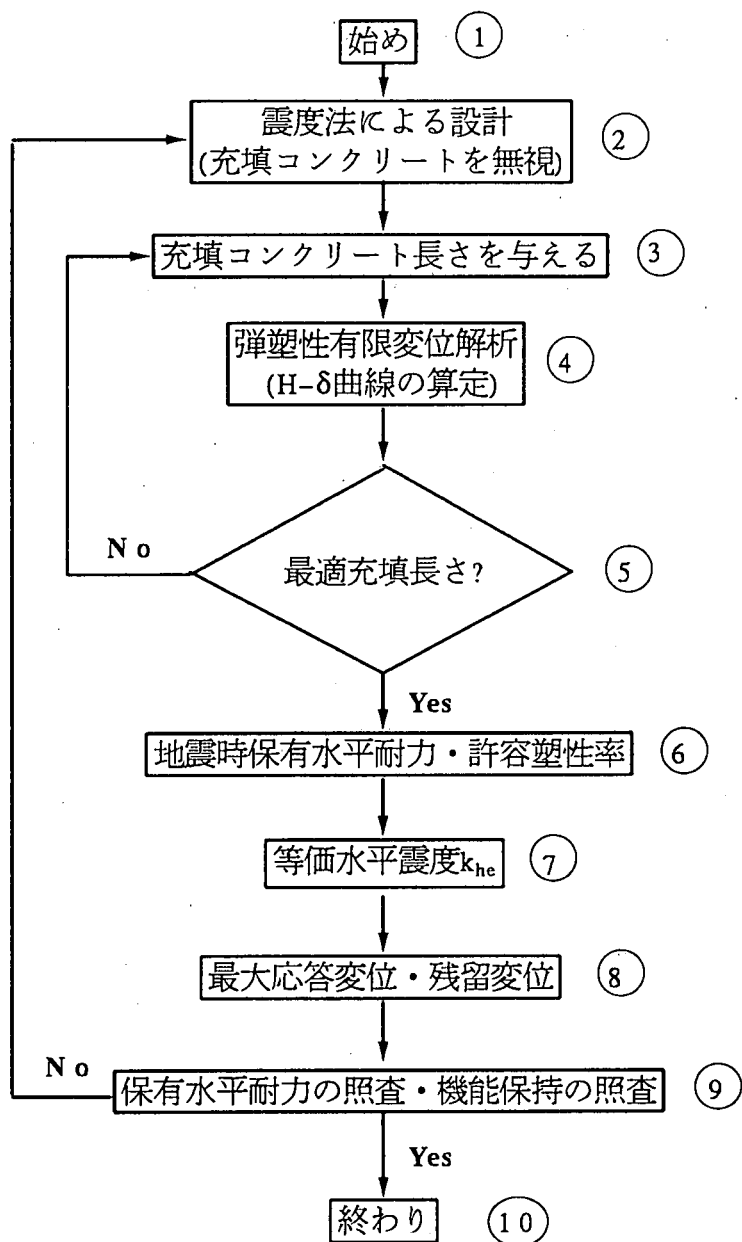 始め
①
震度法による設計
(充填コンクリートを無視)
②
充填コンクリート長さを与える
③
弾塑性有限変位解析
(H-δ曲線の算定)
④
No
最適充填長さ?
⑤
Yes
地震時保有水平耐力・許容塑性率
⑥
等価水平震度khe
⑦
最大応答変位・残留変位
⑧
No
保有水平耐力の照査・機能保持の照査
⑨
Yes
終わり
⑩